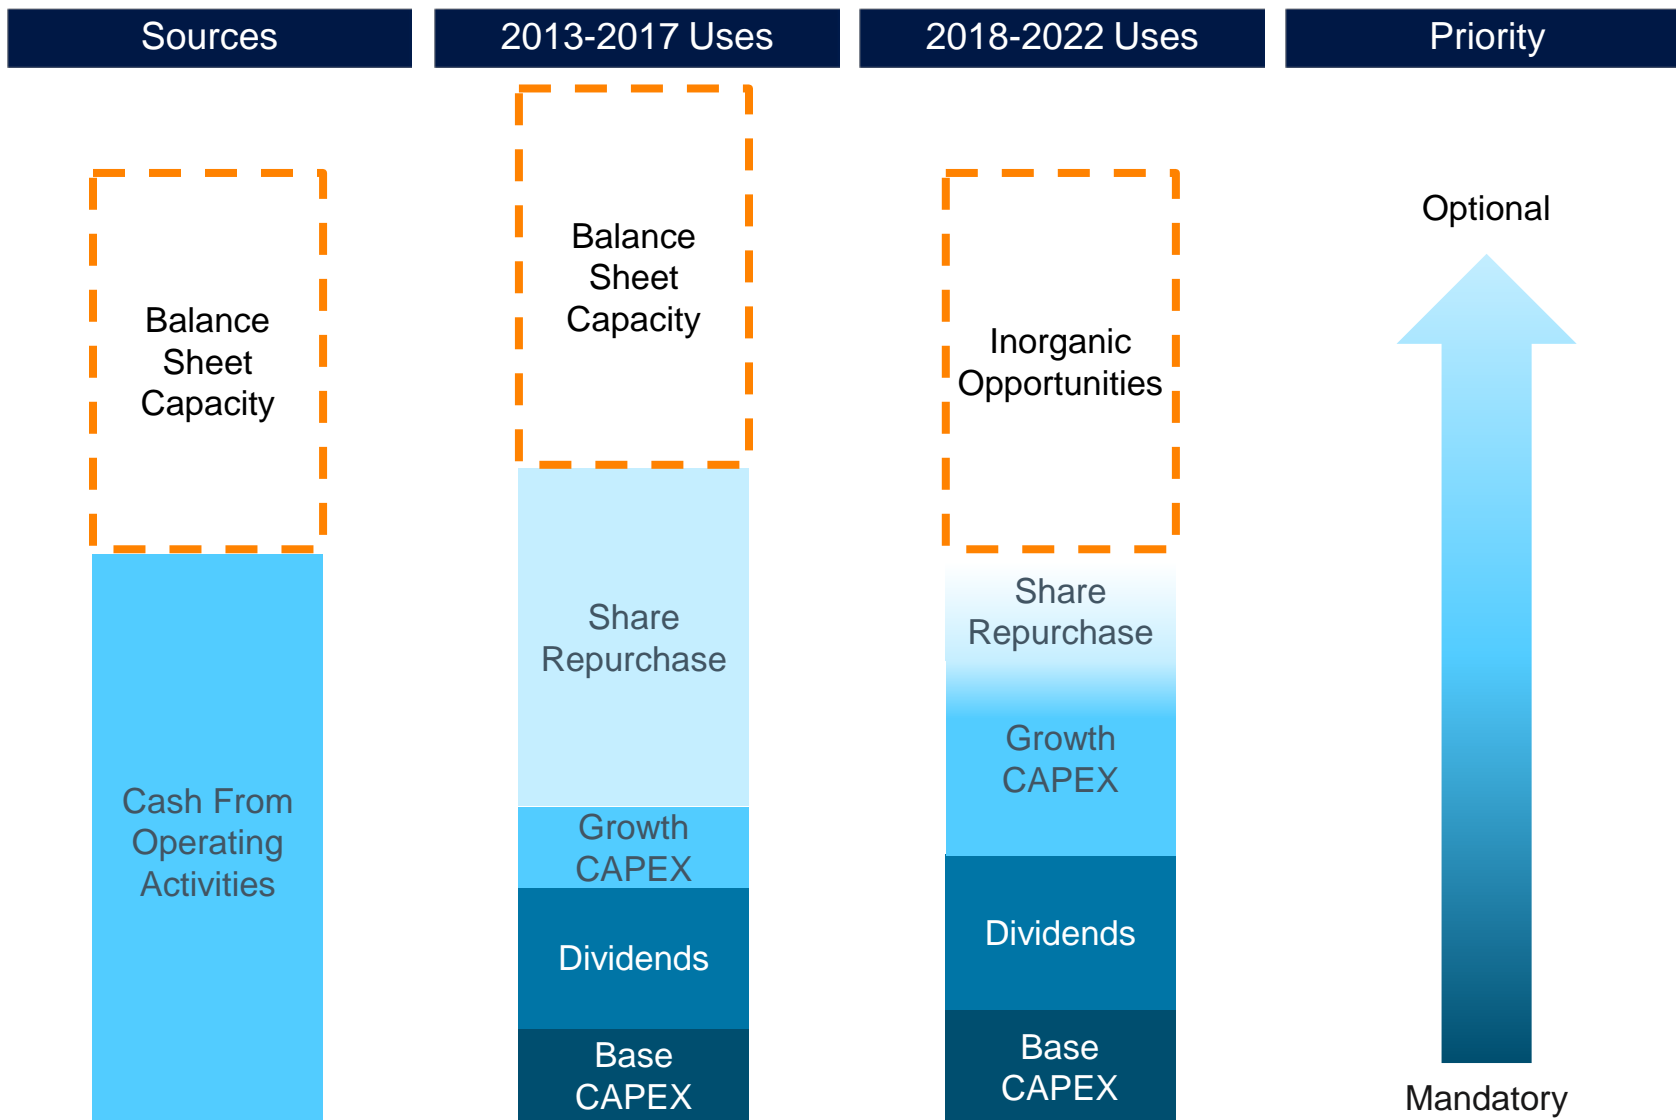 Sources
2013-2017 Uses
2018-2022 Uses
Priority
Balance
Sheet
Capacity
Cash From
Operating
Activities
Balance
Sheet
Capacity
Share
Repurchase
Growth
CAPEX
Dividends
Base
CAPEX
Inorganic
Opportunities
Share
Repurchase
Growth
CAPEX
Dividends
Base
CAPEX
Optional
Mandatory